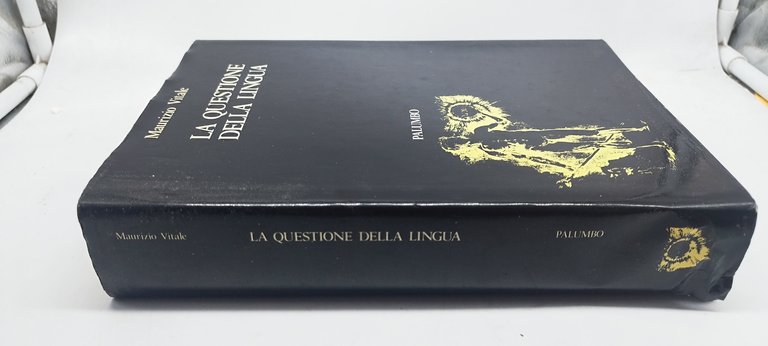 Maurizio Vitale
LA QUESTIONE
DELLA LINGUA
PALUMBO
Maurizio Vitale
LA QUESTIONE DELLA LINGUA
PALUMBO